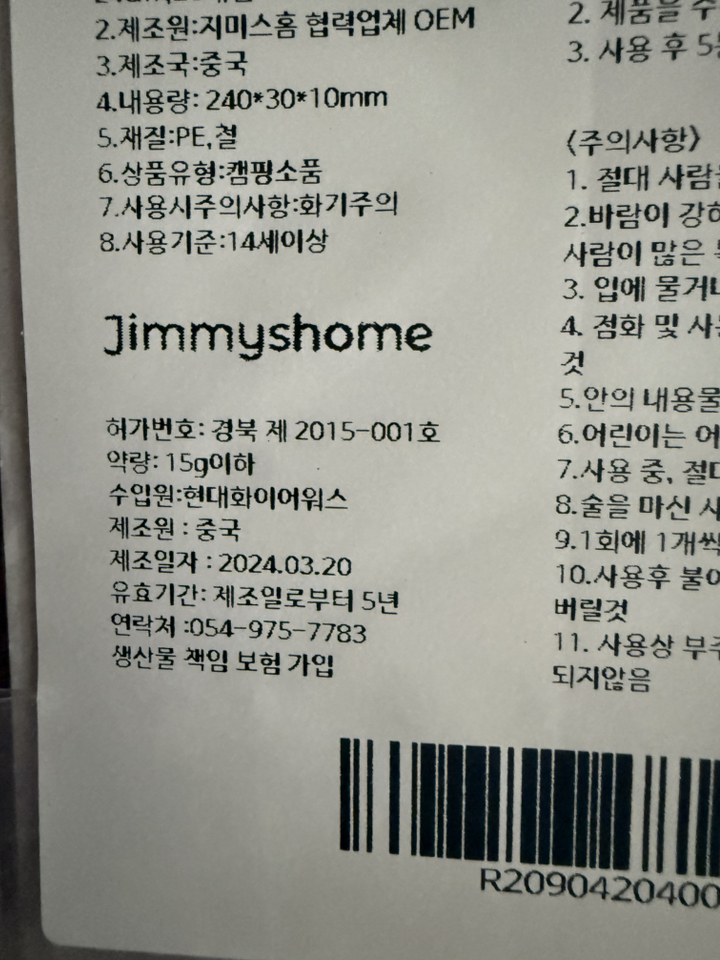 2.제조원:지미스홈 협력업체 OEM
3.제조국:중국
4.내용량: 240*30*10mm
5.재질:PE,철
6.상품유형:캠핑소품
7.사용시주의사항:화기주의
8.사용기준:14세이상
Jimmyshome
허가번호: 경북 제 2015-001호
약량: 15g이하
수입원:현대화이어워스
제조원 : 중국
제조일자 : 2024.03.20
유효기간: 제조일로부터 5년
연락처 :054-975-7783
생산물 책임 보험 가입
2. 제품을 수
3. 사용 후 5
<주의사항>
1. 절대 사람
2.바람이 강하
사람이 많은
3. 입에 물거나
4. 점화 및 사
것
5.안의 내용물
6.어린이는 어
7.사용 중, 절대
8.술을 마신 사
9.1회에 1개씩
10.사용후 불이
버릴것
11. 사용상 부주
되지않음
R2090420400